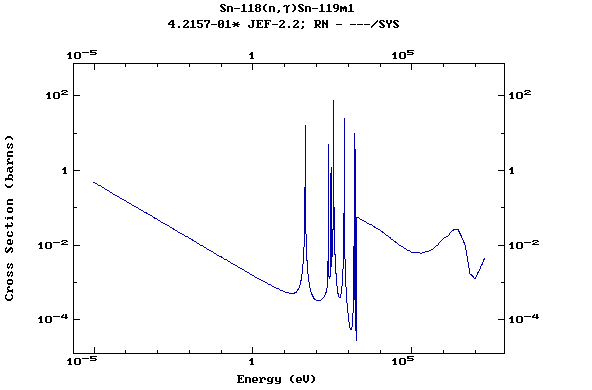 Sn-118(n,γ)Sn-119m1
4.2157-01* JEF-2.2; RN - ---/SYS
10⁻⁵ 1 10⁵
10² 10²
1 1
10⁻² 10⁻²
10⁻⁴ 10⁻⁴
10⁻⁵ 1 10⁵
Cross Section (barns)
Energy (eV)